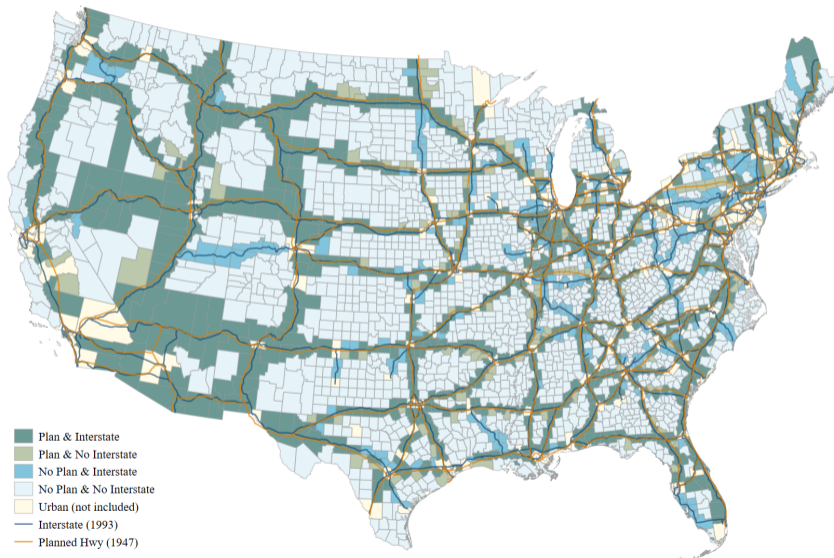 Plan & Interstate
Plan & No Interstate
No Plan & Interstate
No Plan & No Interstate
Urban (not included)
Interstate (1993)
Planned Hwy (1947)